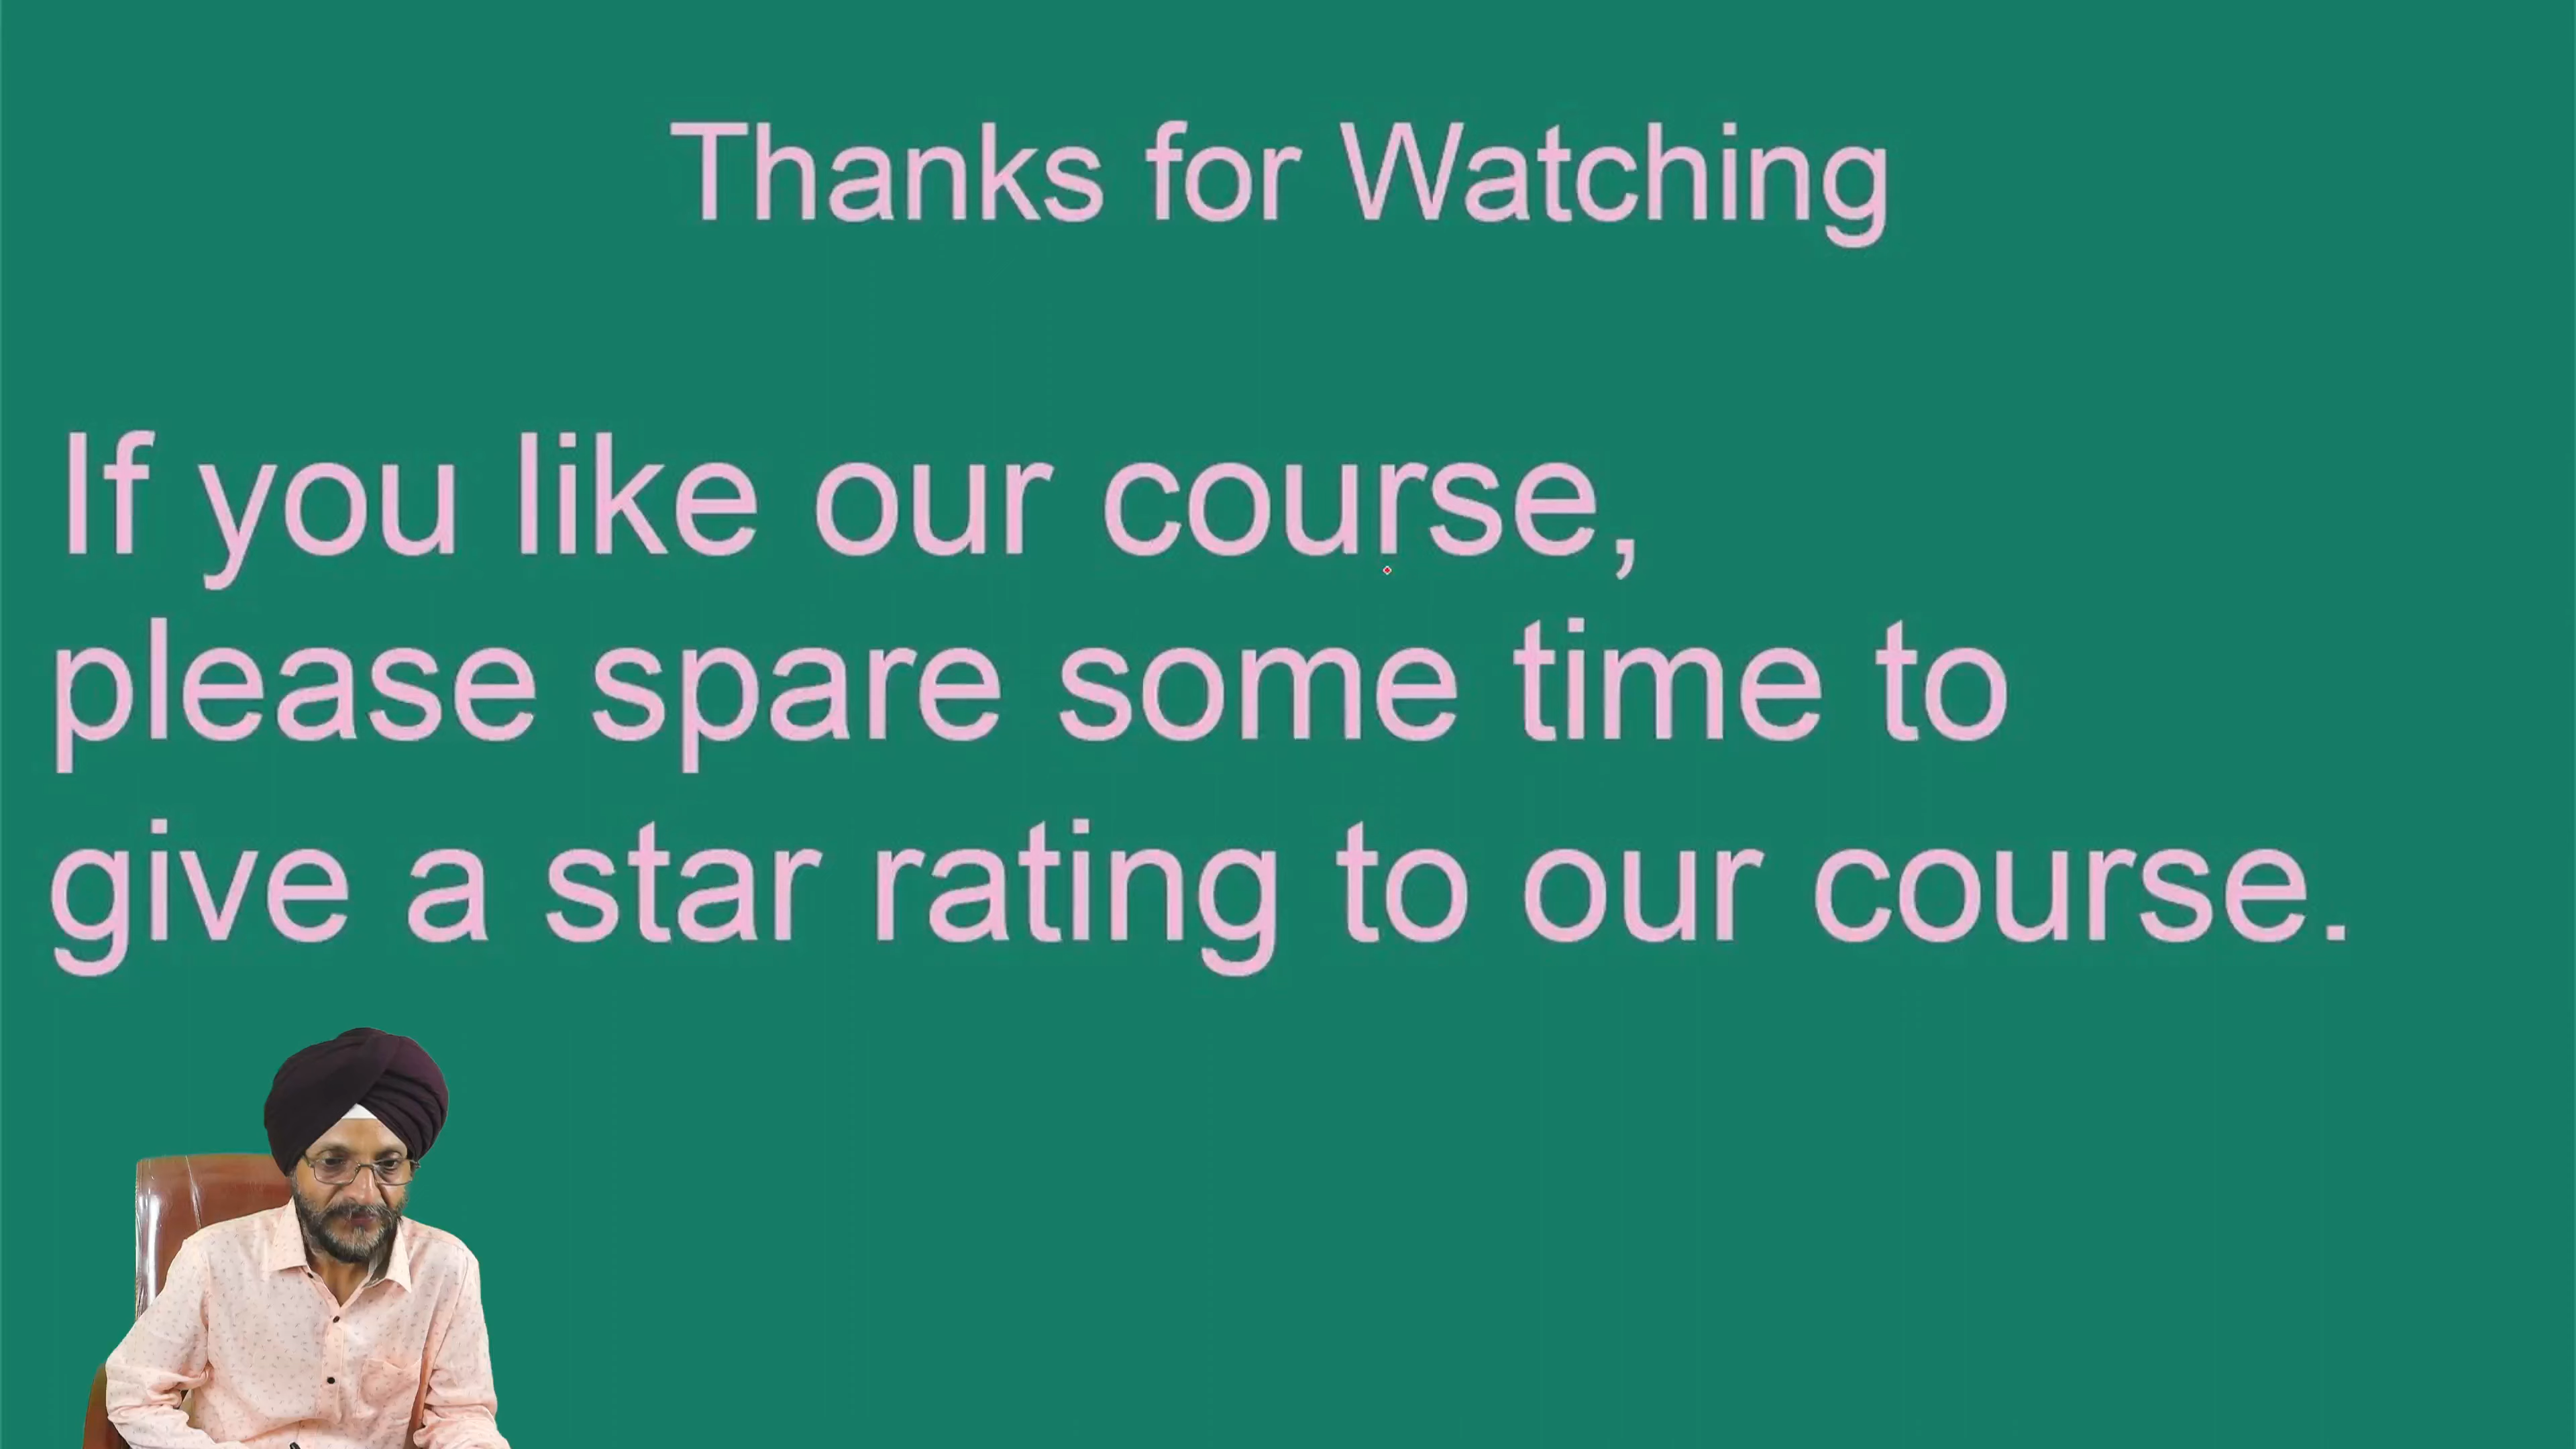 Thanks for Watching
If you like our course,
please spare some time to
give a star rating to our course.